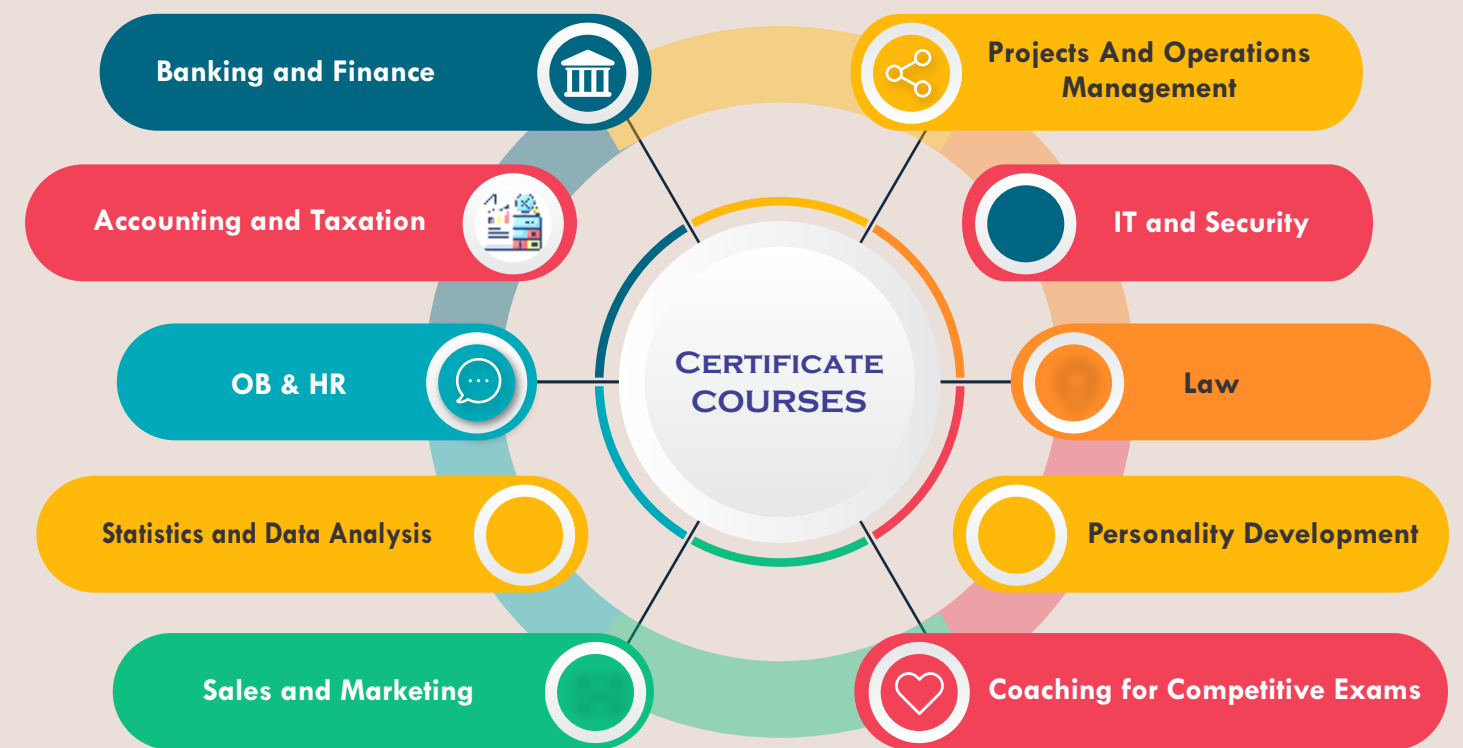 Banking and Finance
Accounting and Taxation
OB & HR
Statistics and Data Analysis
Sales and Marketing
CERTIFICATE
COURSES
Projects And Operations
Management
IT and Security
Law
Personality Development
Coaching for Competitive Exams